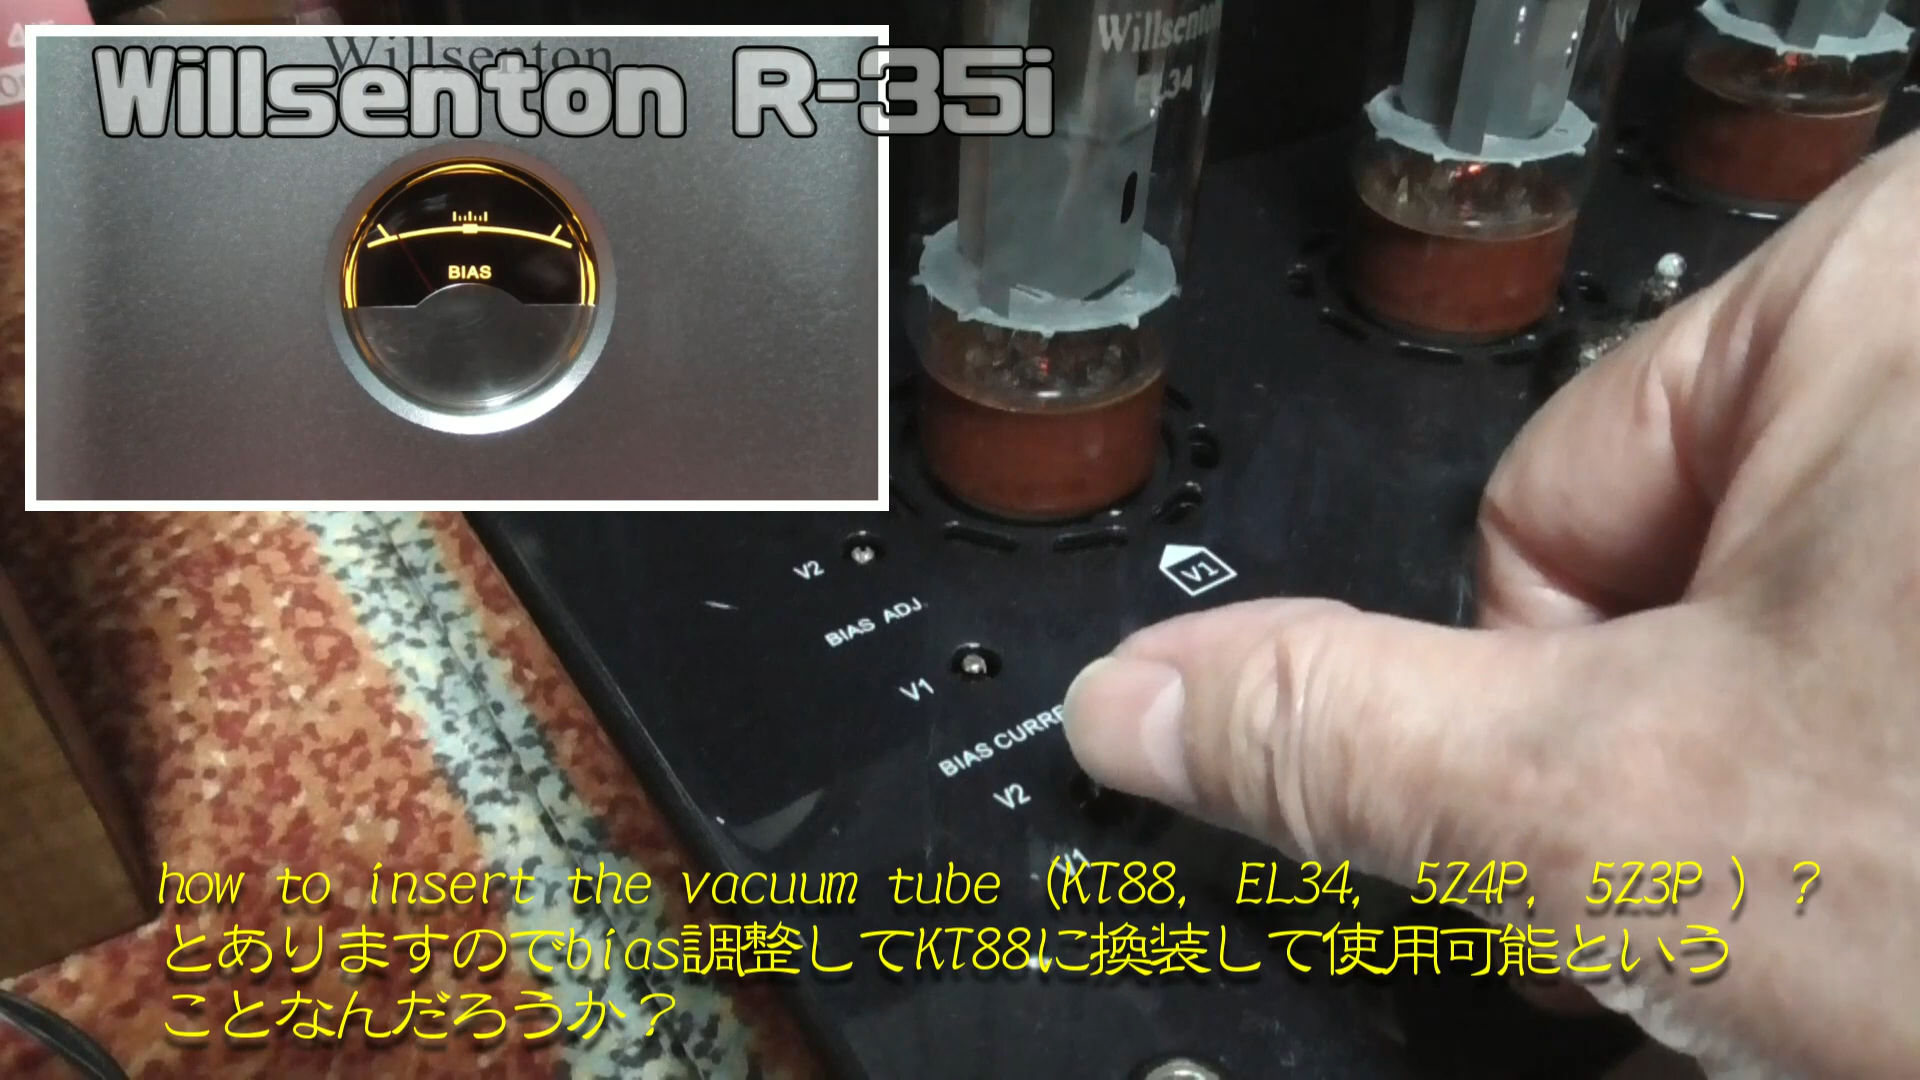 Willsenton
Willsenton R-35i
BIAS
Willsenton
EL34
V2
BIAS ADJ.
V1
V1
BIAS CURRE
V2
V1
how to insert the vacuum tube (KT88, EL34, 5Z4P, 5Z3P ) ?
とありますのでbias調整してKT88に換装して使用可能という
ことなんだろうか？